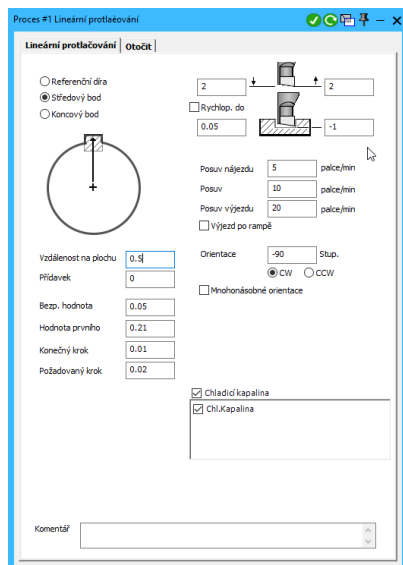 Proces #1 Lineární protlačování
Lineární protlačování
Otočit
Referenční díra
Středový bod
Koncový bod
2
2
Rychlop. do
0.05
-1
Posuv nájezdu 5 palce/min
Posuv 10 palce/min
Posuv výjezdu 20 palce/min
Výjezd po rampě
Vzdálenost na plochu 0.5
Přídavek 0
Orientace -90 Stup.
CW CCW
Mnohonásobné orientace
Bezp. hodnota 0.05
Hodnota prvního 0.21
Konečný krok 0.01
Požadovaný krok 0.02
Chladicí kapalina
Chl.Kapalina
Komentář